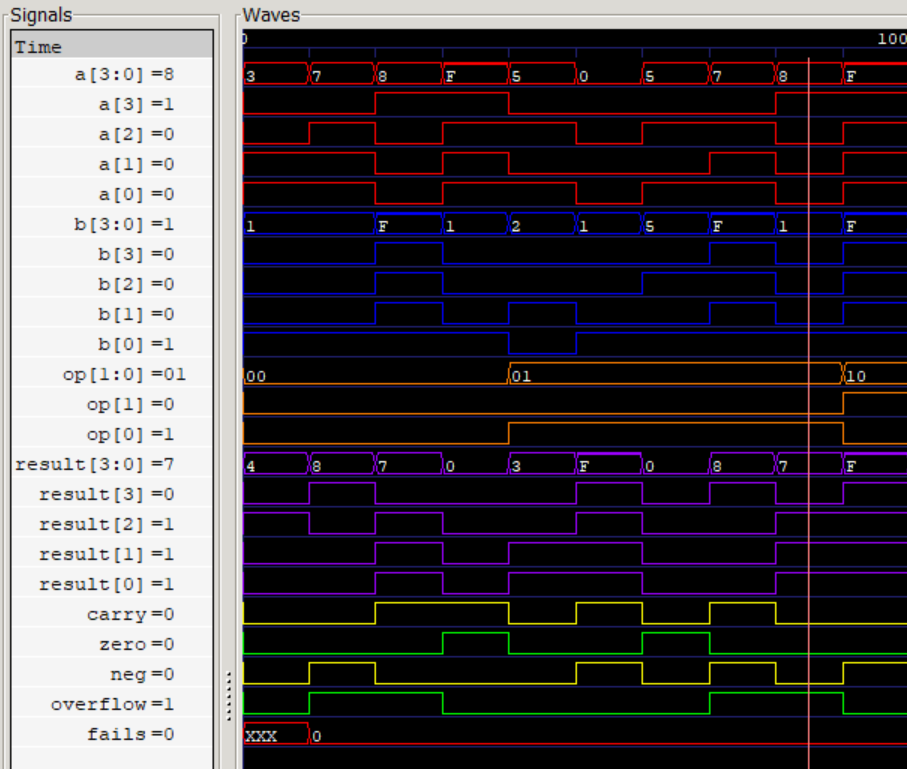 Signals Waves
Time 0 100
a[3:0] =8 3 7 8 F 5 0 5 7 8 F
a[3] =1
a[2] =0
a[1] =0
a[0] =0
b[3:0] =1 1 F 1 2 1 5 F 1 F
b[3] =0
b[2] =0
b[1] =0
b[0] =1
op[1:0] =01 00 01 10
op[1] =0
op[0] =1
result[3:0] =7 4 8 7 0 3 F 0 8 7 F
result[3] =0
result[2] =1
result[1] =1
result[0] =1
carry =0
zero =0
neg =0
overflow =1
fails =0 XXX 0